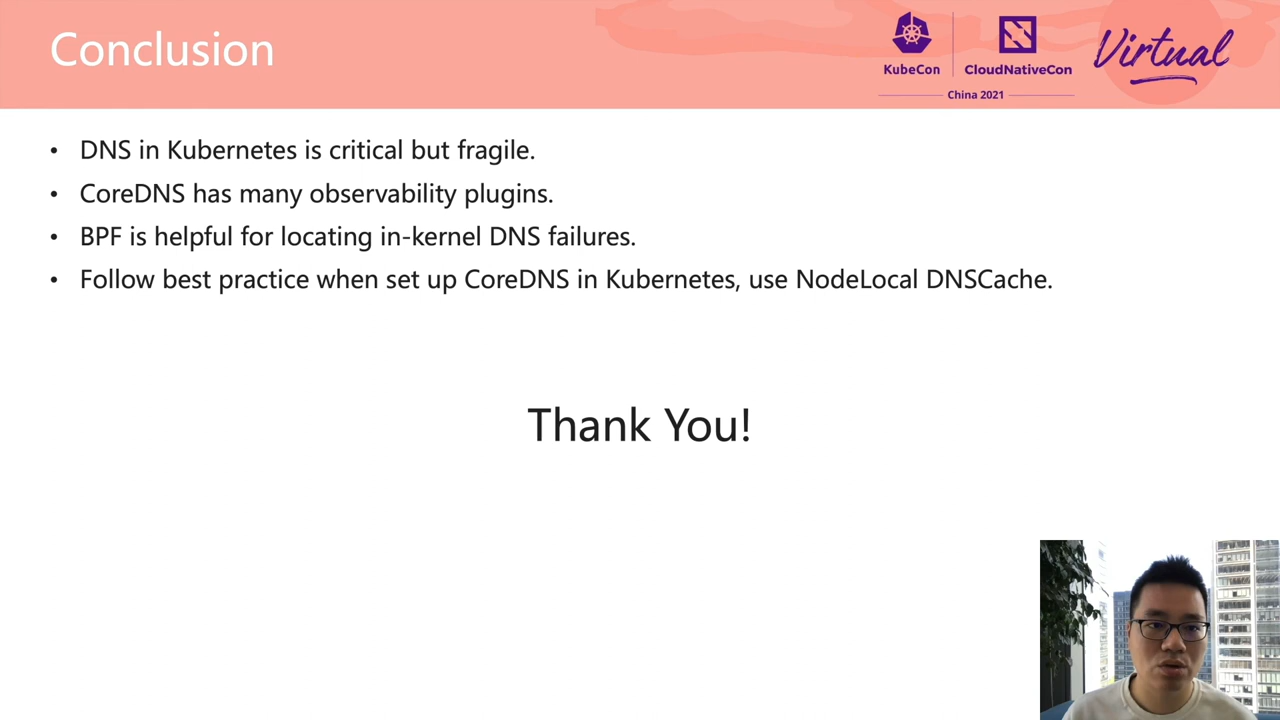 Conclusion
KubeCon
CloudNativeCon
Virtual
China 2021
• DNS in Kubernetes is critical but fragile.
• CoreDNS has many observability plugins.
• BPF is helpful for locating in-kernel DNS failures.
• Follow best practice when set up CoreDNS in Kubernetes, use NodeLocal DNSCache.
Thank You!